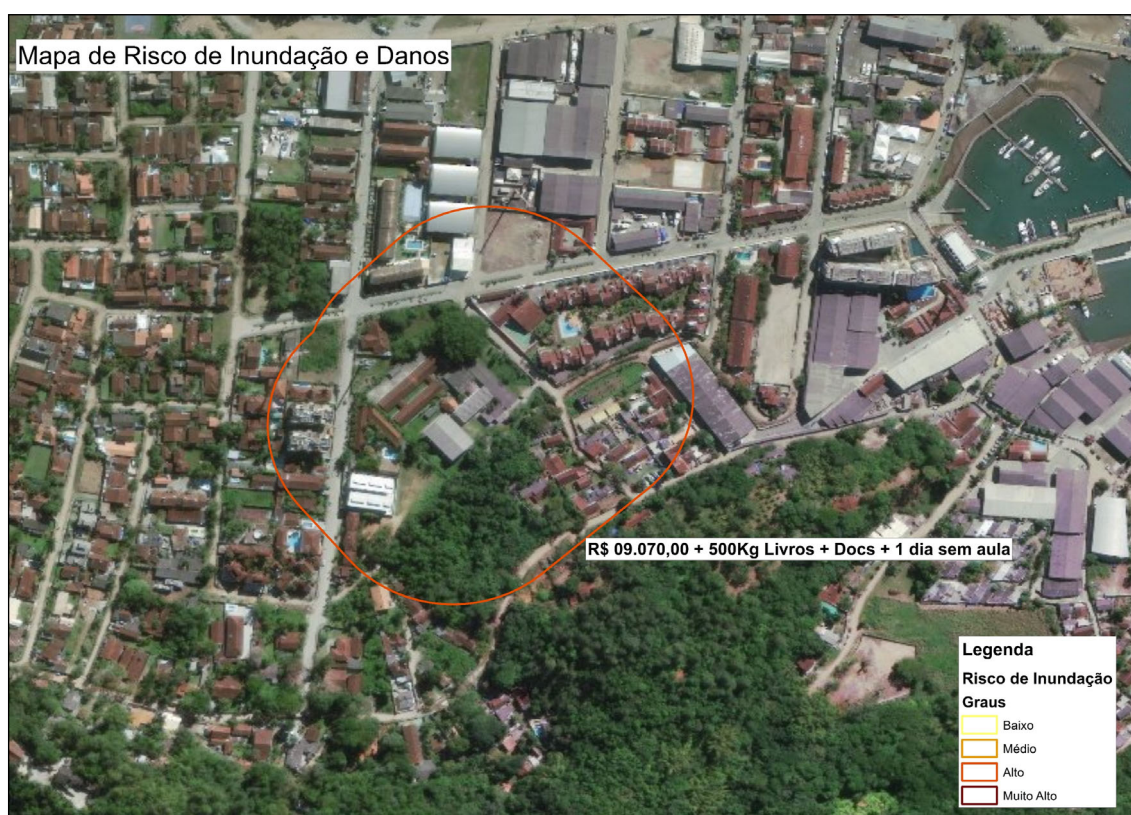 Mapa de Risco de Inundação e Danos
R$ 09.070,00 + 500Kg Livros + Docs + 1 dia sem aula
Legenda
Risco de Inundação
Graus
Baixo
Médio
Alto
Muito Alto